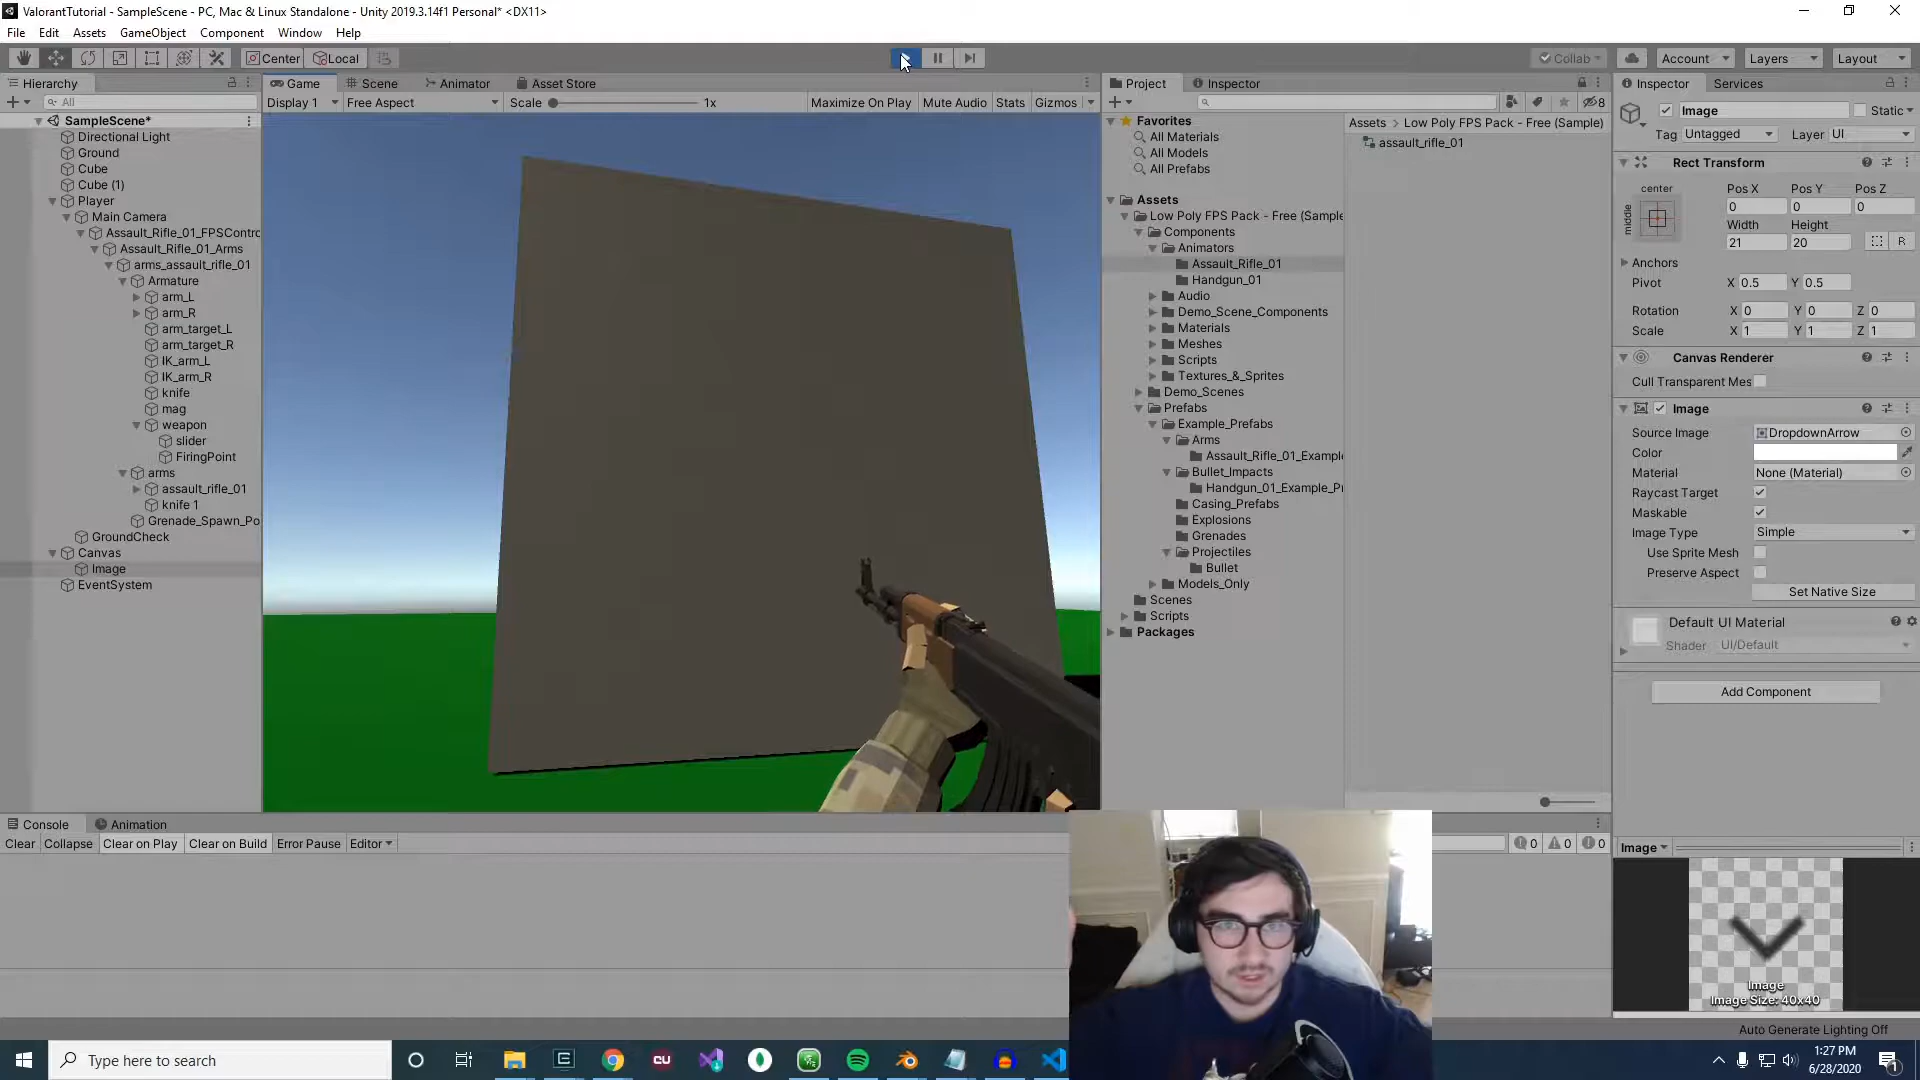 ValorantTutorial - SampleScene - PC, Mac & Linux Standalone - Unity 2019.3.14f1 Personal* <DX11>
File Edit Assets GameObject Component Window Help
Center Local Collab Account Layers Layout
Hierarchy
All
SampleScene*
Directional Light
Ground
Cube
Cube (1)
Player
Main Camera
Assault_Rifle_01_FPSContro
Assault_Rifle_01_Arms
arms_assault_rifle_01
Armature
arm_L
arm_R
arm_target_L
arm_target_R
IK_arm_L
IK_arm_R
knife
mag
weapon
slider
FiringPoint
arms
assault_rifle_01
knife 1
Grenade_Spawn_Po
GroundCheck
Canvas
Image
EventSystem
Game Scene Animator Asset Store
Display 1 Free Aspect Scale 1x Maximize On Play Mute Audio Stats Gizmos
Project Inspector
8
Favorites
All Materials
All Models
All Prefabs
Assets
Low Poly FPS Pack - Free (Sample
Components
Animators
Assault_Rifle_01
Handgun_01
Audio
Demo_Scene_Components
Materials
Meshes
Scripts
Textures_&_Sprites
Demo_Scenes
Prefabs
Example_Prefabs
Arms
Assault_Rifle_01_Example
Bullet_Impacts
Handgun_01_Example_Pr
Casing_Prefabs
Explosions
Grenades
Projectiles
Bullet
Models_Only
Scenes
Scripts
Packages
Assets > Low Poly FPS Pack - Free (Sample)
assault_rifle_01
Inspector Services
Image Static
Tag Untagged Layer UI
Rect Transform
center
middle
Pos X Pos Y Pos Z
0 0 0
Width Height
21 20
R
Anchors
Pivot X 0.5 Y 0.5
Rotation X 0 Y 0 Z 0
Scale X 1 Y 1 Z 1
Canvas Renderer
Cull Transparent Mes
Image
Source Image DropdownArrow
Color
Material None (Material)
Raycast Target
Maskable
Image Type Simple
Use Sprite Mesh
Preserve Aspect
Set Native Size
Default UI Material
Shader UI/Default
Add Component
Image
Image
Image Size: 40x40
Console Animation
Clear Collapse Clear on Play Clear on Build Error Pause Editor
0 0 0
Auto Generate Lighting Off
Type here to search
CU
1:27 PM
6/28/2020
1